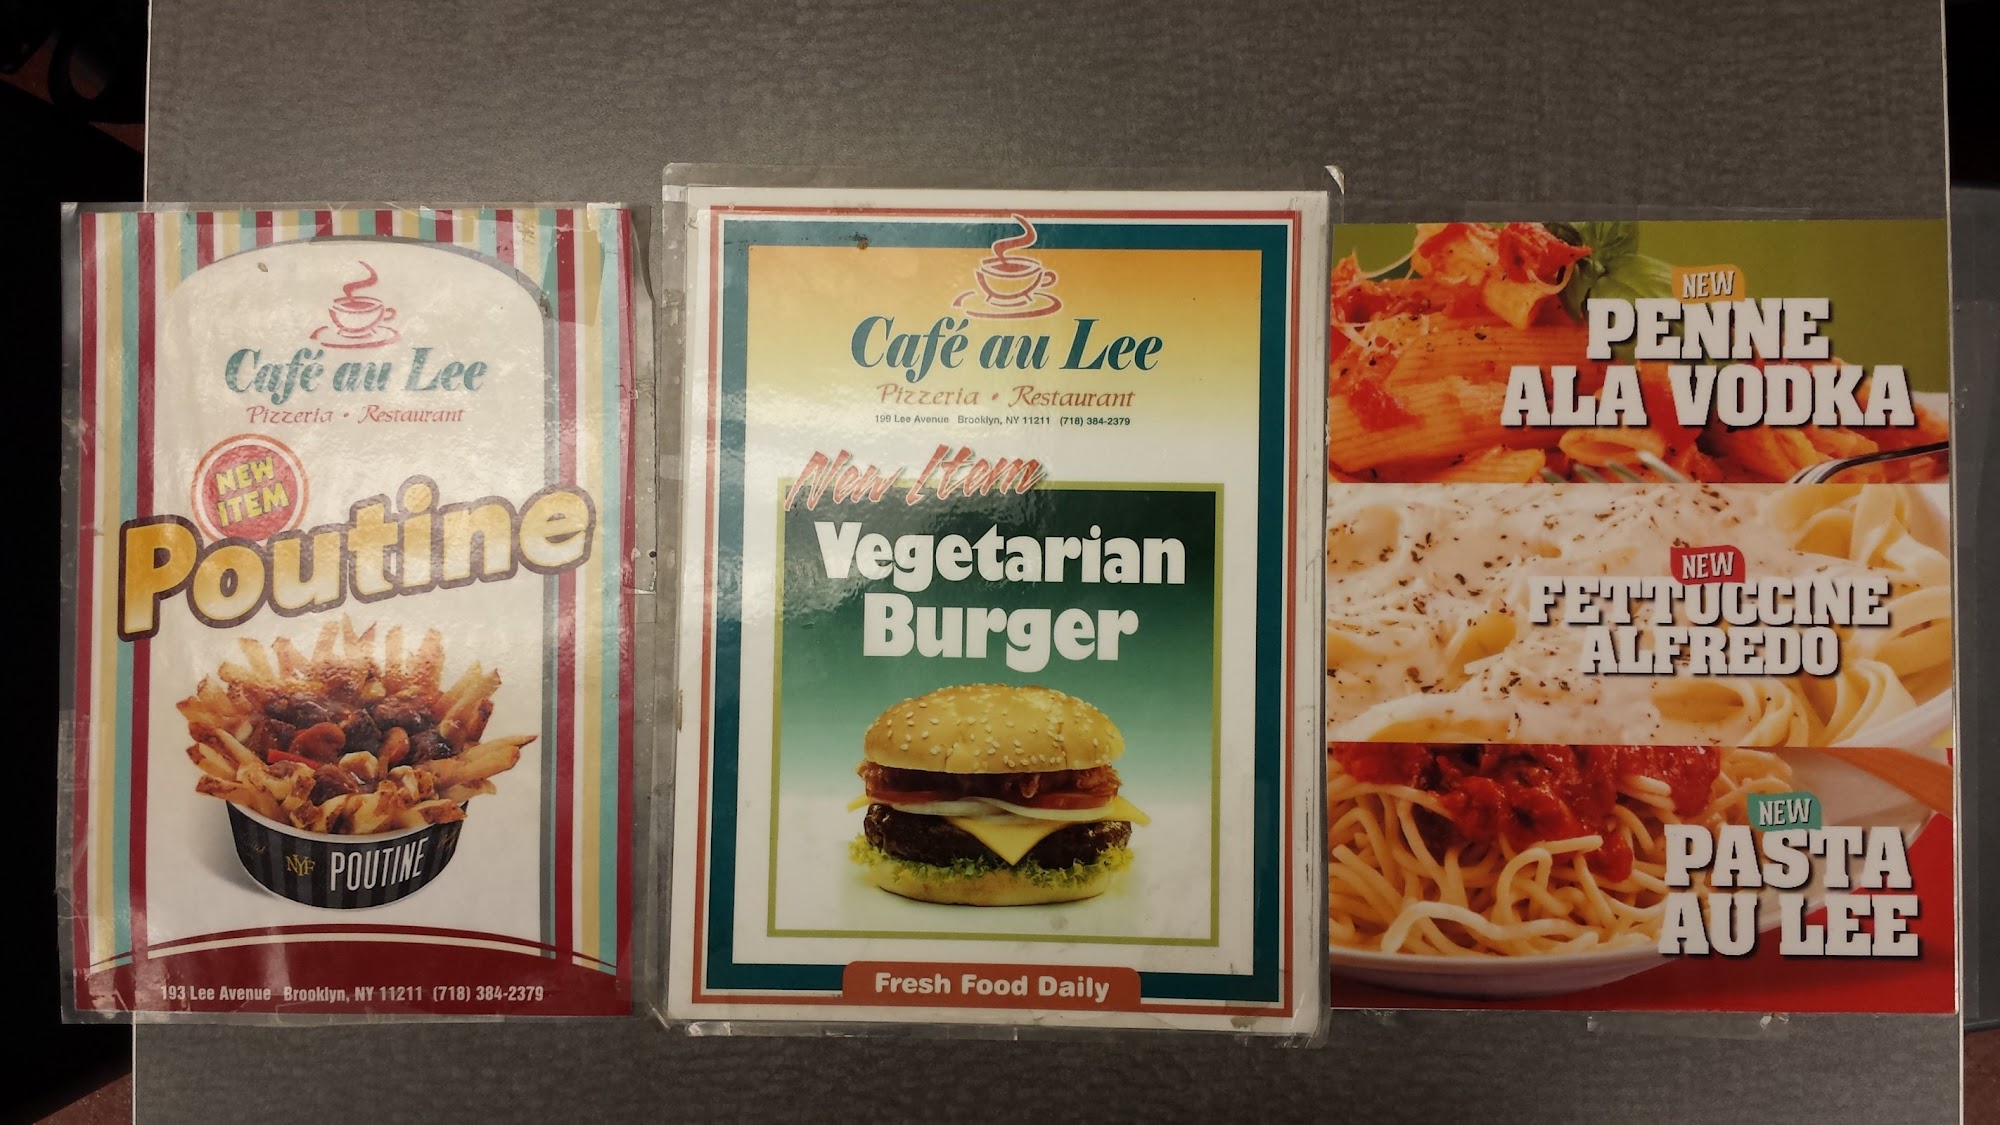 Café au Lee
Pizzeria • Restaurant
NEW
ITEM
Poutine
NYF POUTINE
193 Lee Avenue Brooklyn, NY 11211 (718) 384-2379
Café au Lee
Pizzeria • Restaurant
199 Lee Avenue Brooklyn, NY 11211 (718) 384-2379
New Item
Vegetarian
Burger
Fresh Food Daily
NEW
PENNE
ALA VODKA
NEW
FETTUCCINE
ALFREDO
NEW
PASTA
AU LEE